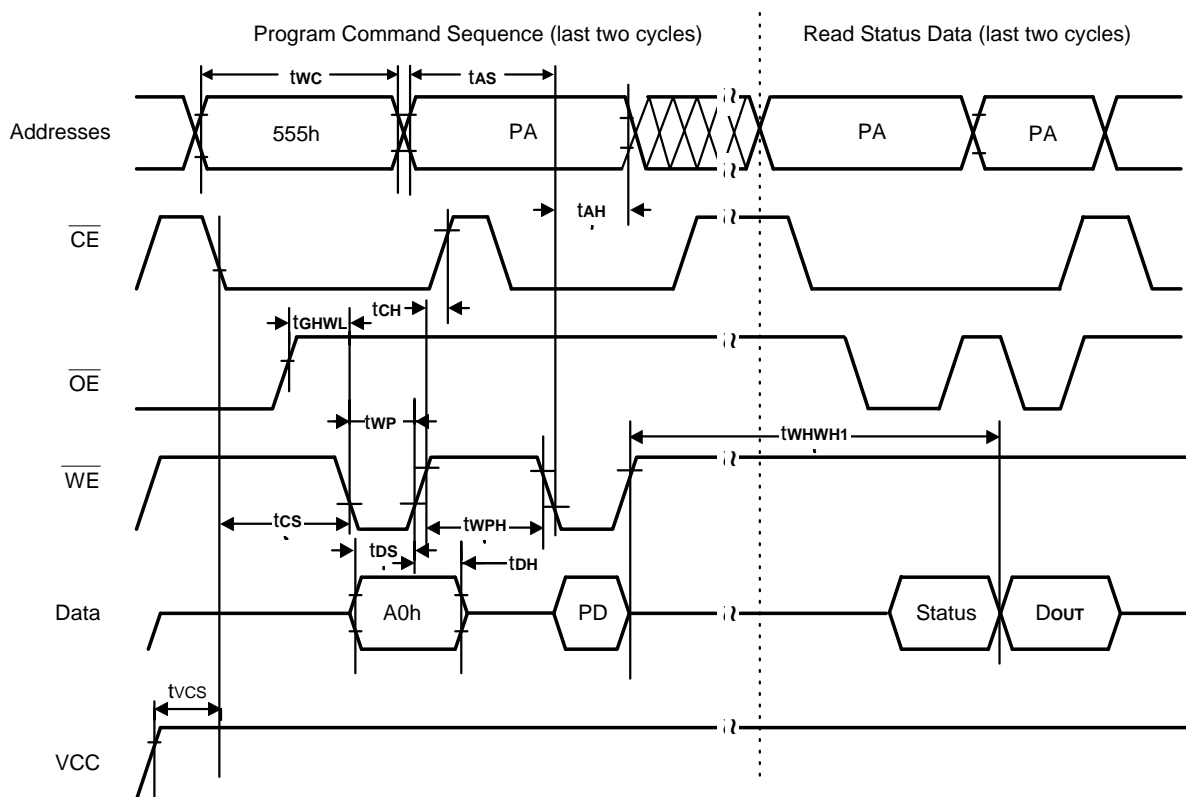 Program Command Sequence (last two cycles)
Read Status Data (last two cycles)
tWC
tAS
Addresses
555h
PA
PA
PA
tAH
CE
tCH
tGHWL
OE
tWP
tWHWH1
WE
tCS
tWPH
tDS
tDH
Data
A0h
PD
Status
DOUT
tVCS
VCC